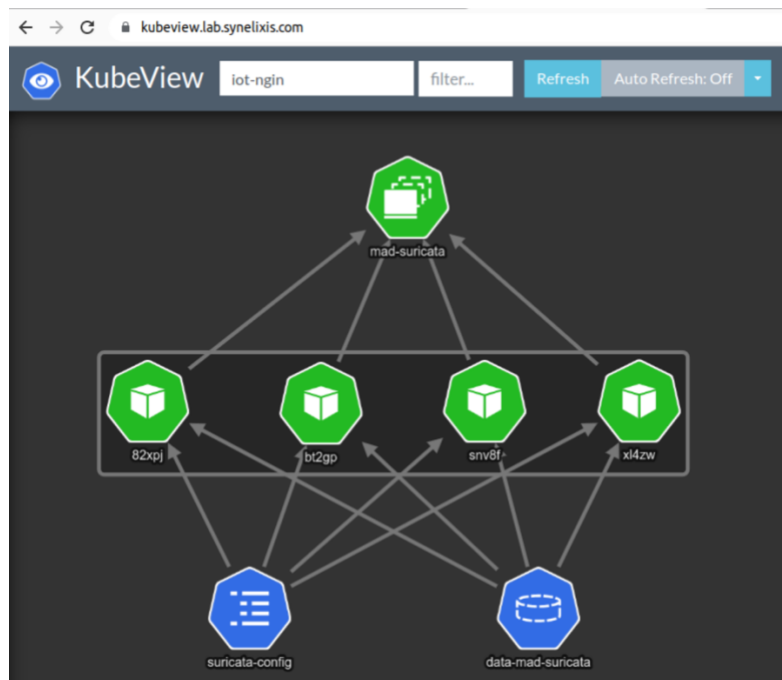 kubeview.lab.synelixis.com
KubeView iot-ngin filter... Refresh Auto Refresh: Off
mad-suricata
82xpj bt2gp snv8f xl4zw
suricata-config data-mad-suricata